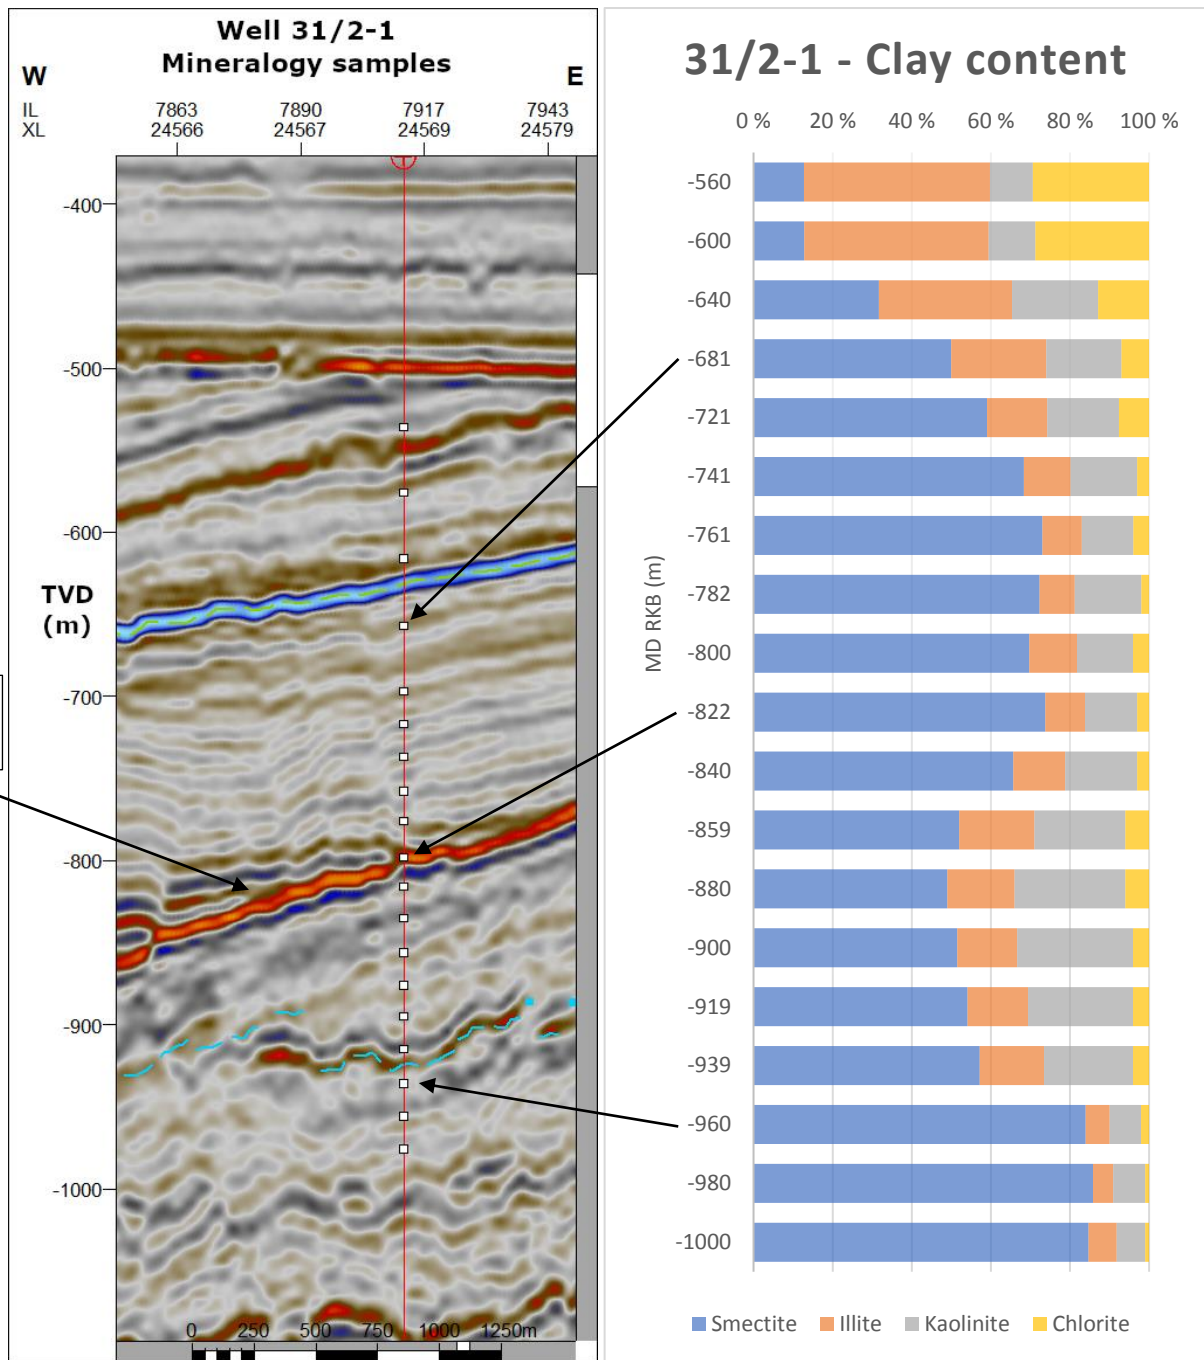 Well 31/2-1
Mineralogy samples
W
E
IL 7863 7890 7917 7943
XL 24566 24567 24569 24579
-400
-500
-600
TVD
(m)
-700
-800
-900
-1000
0 250 500 750 1000 1250m
31/2-1 - Clay content
0 % 20 % 40 % 60 % 80 % 100 %
MD RKB (m)
-560
-600
-640
-681
-721
-741
-761
-782
-800
-822
-840
-859
-880
-900
-919
-939
-960
-980
-1000
Smectite Illite Kaolinite Chlorite